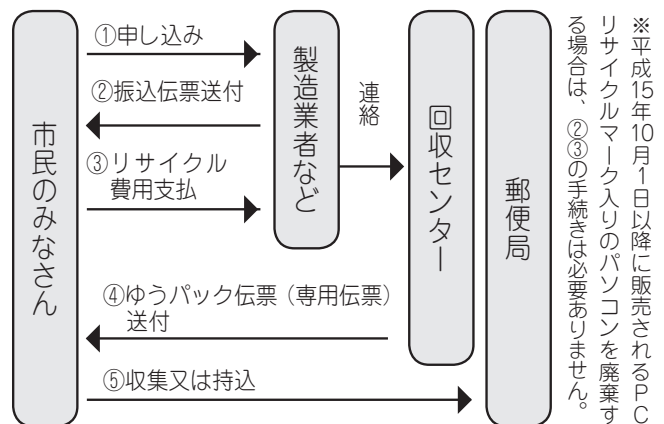 市民のみなさん
①申し込み
②振込伝票送付
③リサイクル
費用支払
製造業者など
連絡
回収センター
郵便局
④ゆうパック伝票（専用伝票）
送付
⑤収集又は持込
※平成15年10月1日以降に販売されるPC
リサイクルマーク入りのパソコンを廃棄す
る場合は、②③の手続きは必要ありません。